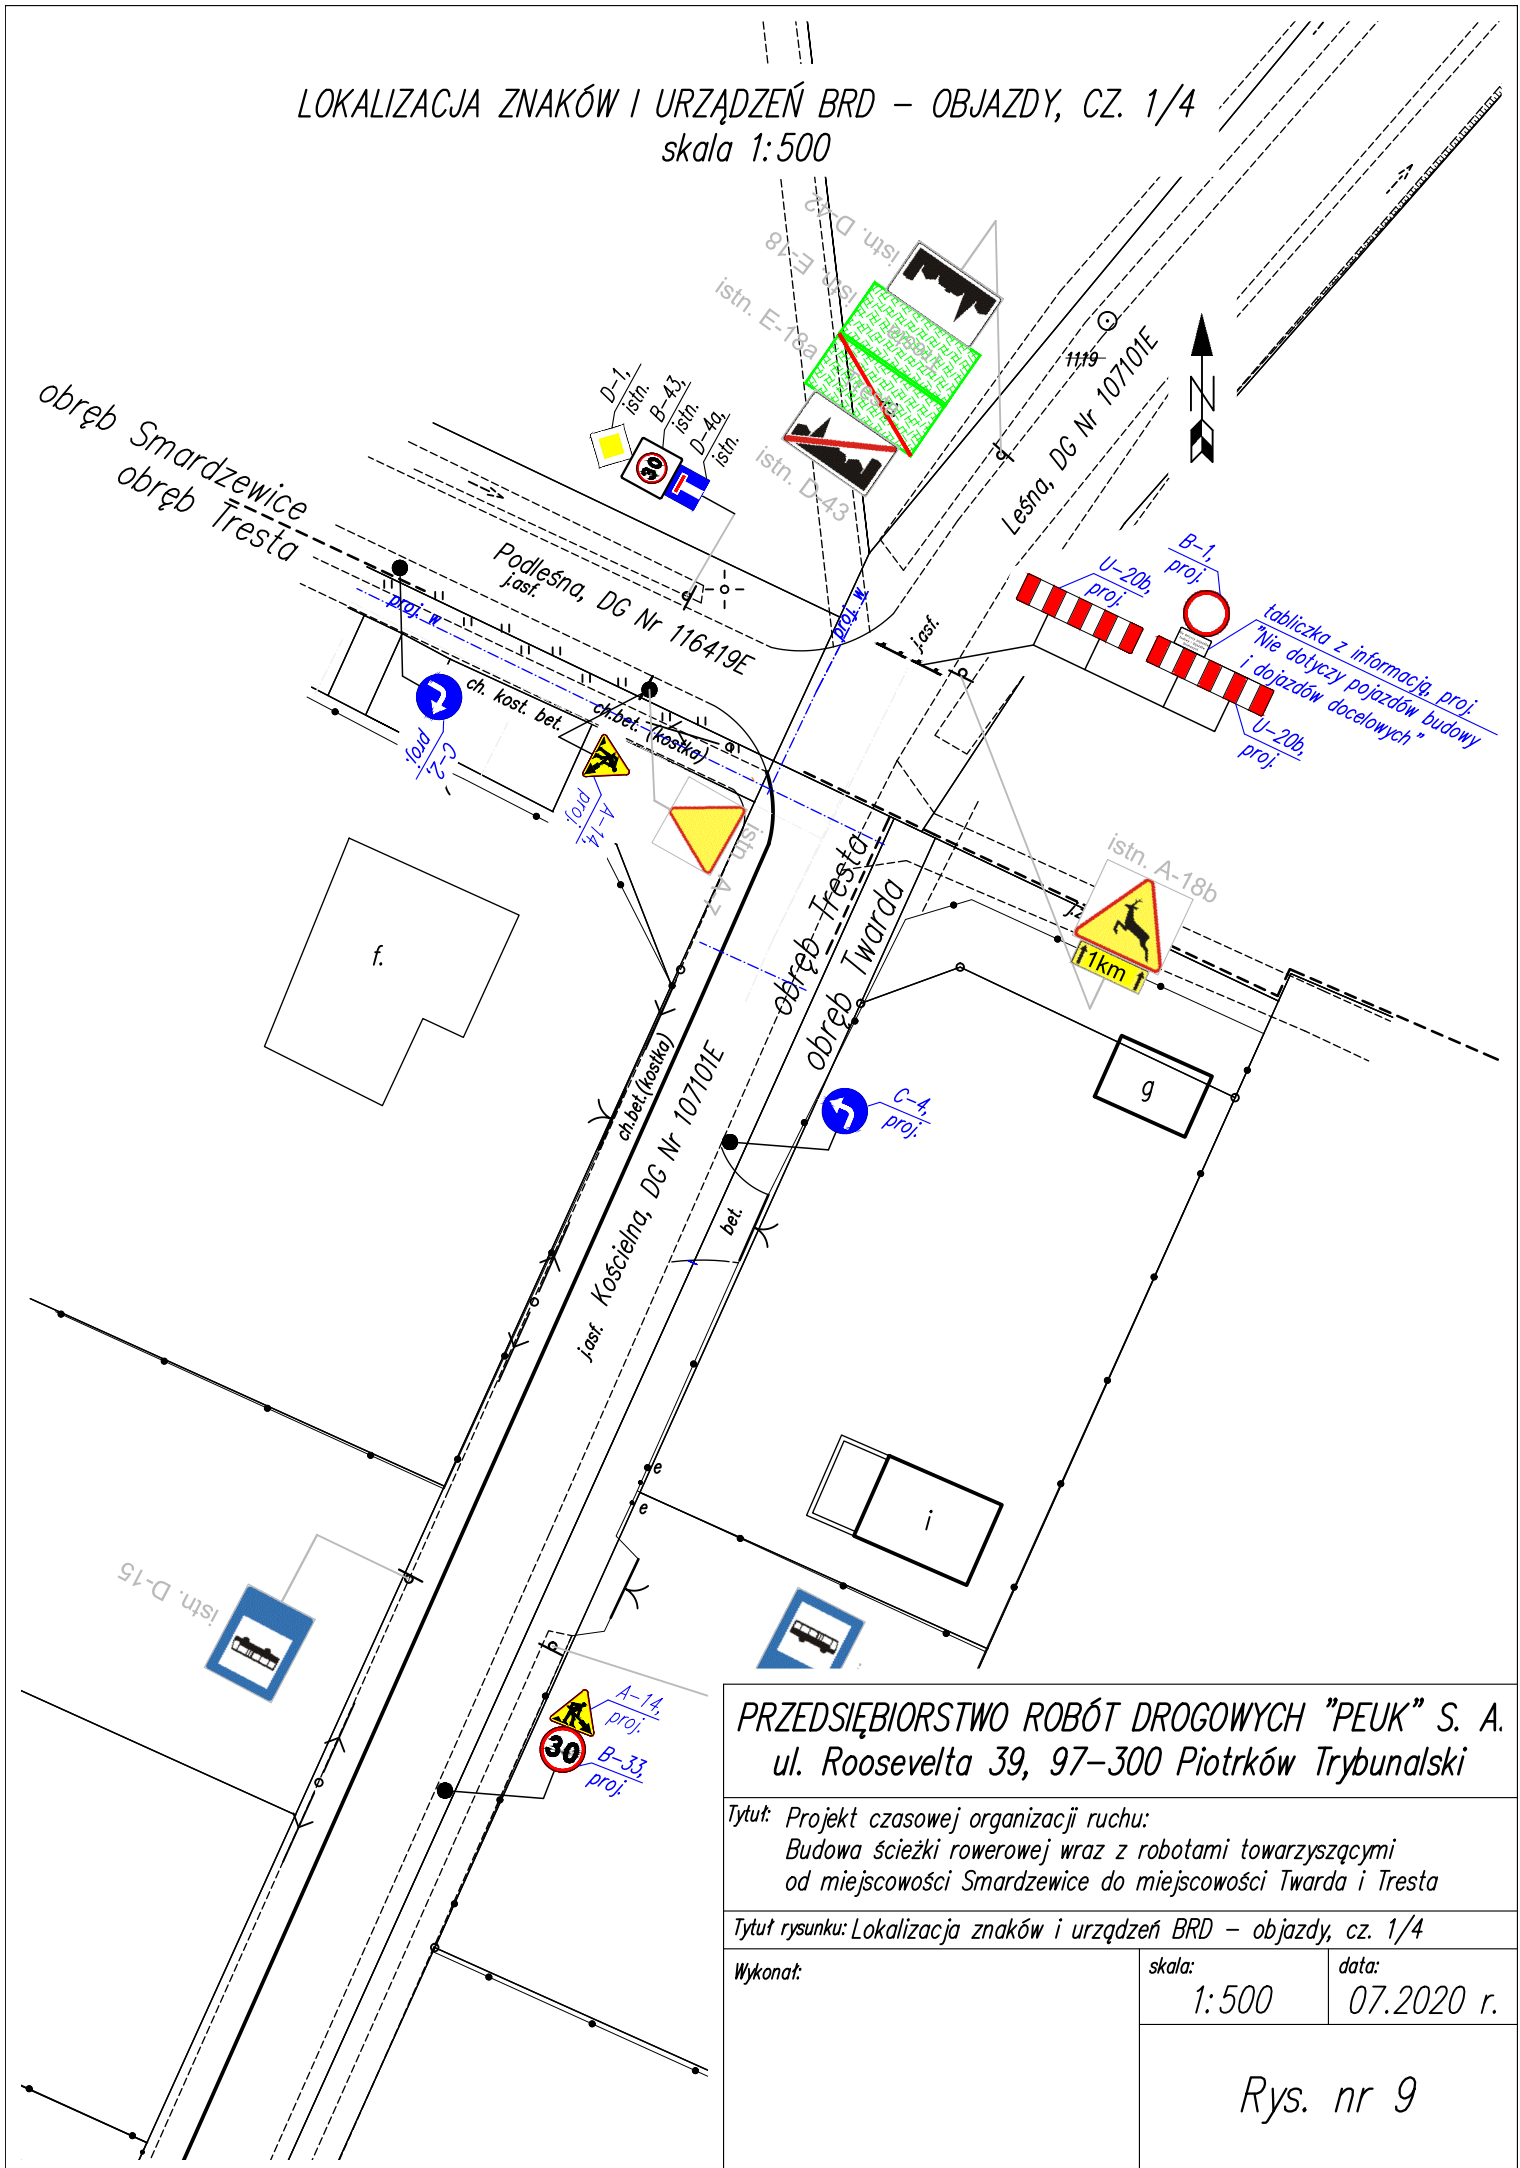 LOKALIZACJA ZNAKÓW I URZĄDZEŃ BRD – OBJAZDY, CZ. 1/4
skala 1:500
istn. D-42
istn. E-18
istn. E-18a
istn. D-43
Tresta
1119
Leśna, DG Nr 107101E
N
D-1,
istn.
B-43,
istn.
D-4a,
istn.
30
obręb Smardzewice
obręb Tresta
Podleśna, DG Nr 116419E
j.asf.
proj. w
proj. w
j.asf.
B-1,
proj.
U-20b,
proj.
tabliczka z informacją, proj.
"Nie dotyczy pojazdów budowy
i dojazdów docelowych"
U-20b,
proj.
ch. kost. bet.
ch.bet. (kostka)
C-2,
proj.
A-14,
proj.
istn. A-7
obręb Tresta
obręb Twarda
istn. A-18b
1km
f.
g
ch.bet.(kostka)
Kościelna, DG Nr 107101E
j.asf.
C-4,
proj.
bet.
e
e
i
istn. D-15
A-14,
proj.
30
B-33,
proj.
PRZEDSIĘBIORSTWO ROBÓT DROGOWYCH "PEUK" S. A.
ul. Roosevelta 39, 97–300 Piotrków Trybunalski
Tytuł: Projekt czasowej organizacji ruchu:
Budowa ścieżki rowerowej wraz z robotami towarzyszącymi
od miejscowości Smardzewice do miejscowości Twarda i Tresta
Tytuł rysunku: Lokalizacja znaków i urządzeń BRD – objazdy, cz. 1/4
Wykonał:
skala:
1:500
data:
07.2020 r.
Rys. nr 9